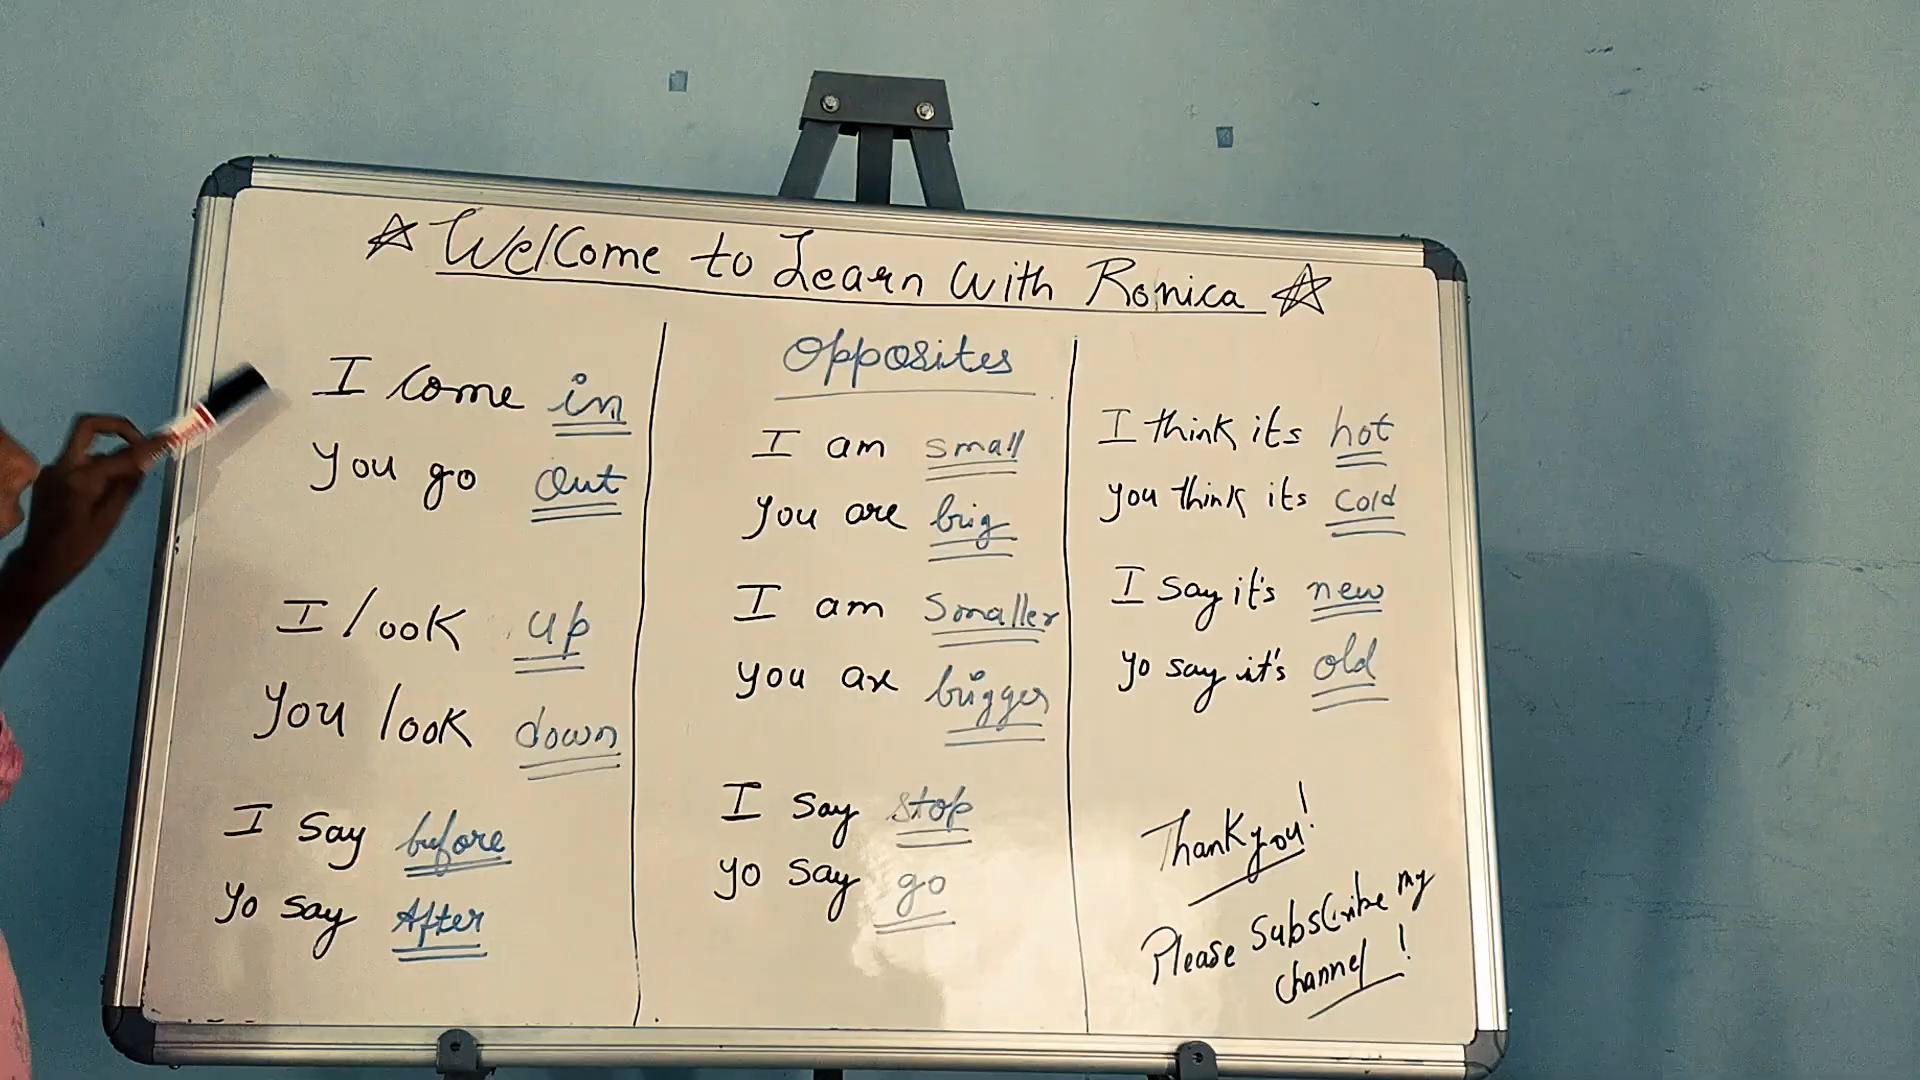 Welcome to Learn With Ronica
I come in
You go Out
I look up
You look down
I say before
Yo say After
Opposites
I am small
You are big
I am Smaller
You are bigger
I say stop
Yo say go
I think its hot
You think its cold
I say it's new
Yo say it's old
Thank you!
Please Subscribe my
channel!